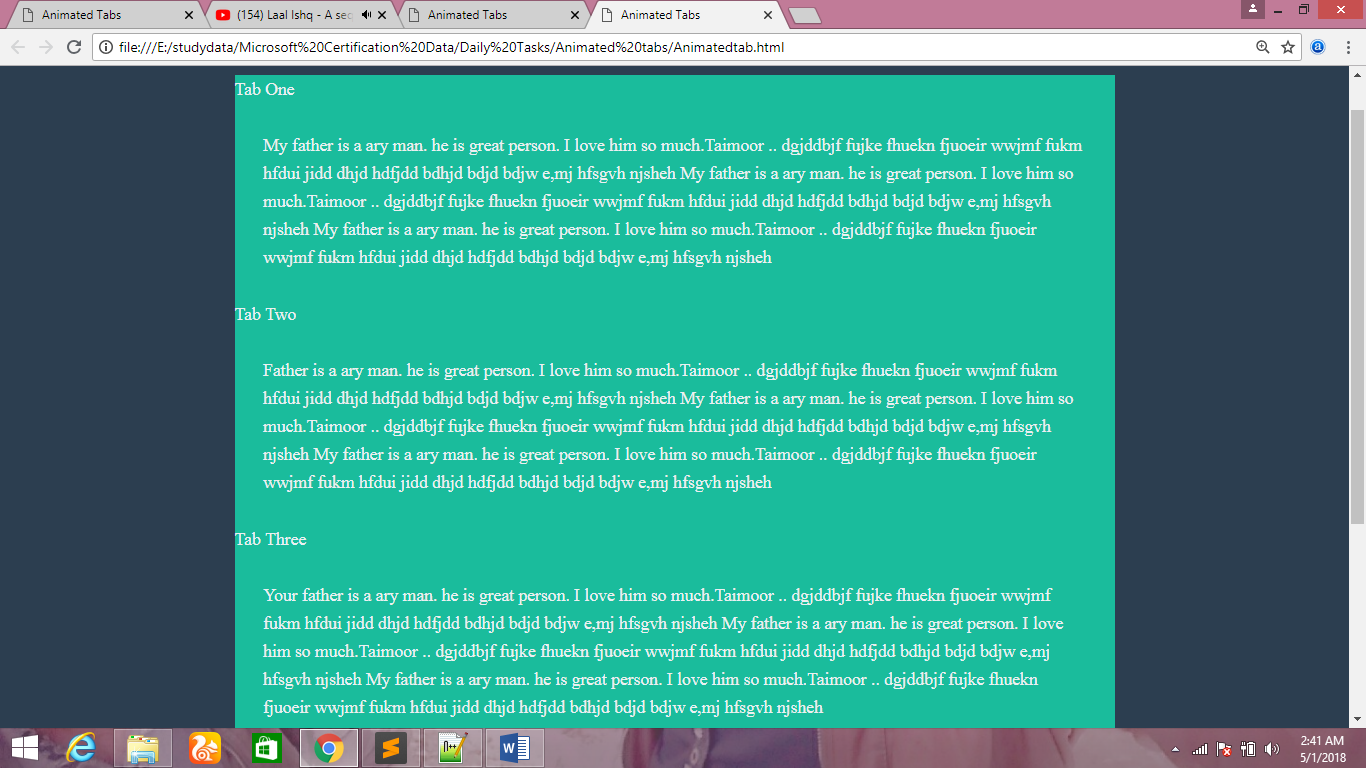 Animated Tabs
(154) Laal Ishq - A sec
Animated Tabs
Animated Tabs
file:///E:/studydata/Microsoft%20Certification%20Data/Daily%20Tasks/Animated%20tabs/Animatedtab.html
Tab One
My father is a ary man. he is great person. I love him so much.Taimoor .. dgjddbjf fujke fhuekn fjuoeir wwjmf fukm
hfdui jidd dhjd hdfjdd bdhjd bdjd bdjw e,mj hfsgvh njsheh My father is a ary man. he is great person. I love him so
much.Taimoor .. dgjddbjf fujke fhuekn fjuoeir wwjmf fukm hfdui jidd dhjd hdfjdd bdhjd bdjd bdjw e,mj hfsgvh
njsheh My father is a ary man. he is great person. I love him so much.Taimoor .. dgjddbjf fujke fhuekn fjuoeir
wwjmf fukm hfdui jidd dhjd hdfjdd bdhjd bdjd bdjw e,mj hfsgvh njsheh
Tab Two
Father is a ary man. he is great person. I love him so much.Taimoor .. dgjddbjf fujke fhuekn fjuoeir wwjmf fukm
hfdui jidd dhjd hdfjdd bdhjd bdjd bdjw e,mj hfsgvh njsheh My father is a ary man. he is great person. I love him so
much.Taimoor .. dgjddbjf fujke fhuekn fjuoeir wwjmf fukm hfdui jidd dhjd hdfjdd bdhjd bdjd bdjw e,mj hfsgvh
njsheh My father is a ary man. he is great person. I love him so much.Taimoor .. dgjddbjf fujke fhuekn fjuoeir
wwjmf fukm hfdui jidd dhjd hdfjdd bdhjd bdjd bdjw e,mj hfsgvh njsheh
Tab Three
Your father is a ary man. he is great person. I love him so much.Taimoor .. dgjddbjf fujke fhuekn fjuoeir wwjmf
fukm hfdui jidd dhjd hdfjdd bdhjd bdjd bdjw e,mj hfsgvh njsheh My father is a ary man. he is great person. I love
him so much.Taimoor .. dgjddbjf fujke fhuekn fjuoeir wwjmf fukm hfdui jidd dhjd hdfjdd bdhjd bdjd bdjw e,mj
hfsgvh njsheh My father is a ary man. he is great person. I love him so much.Taimoor .. dgjddbjf fujke fhuekn
fjuoeir wwjmf fukm hfdui jidd dhjd hdfjdd bdhjd bdjd bdjw e,mj hfsgvh njsheh
2:41 AM
5/1/2018